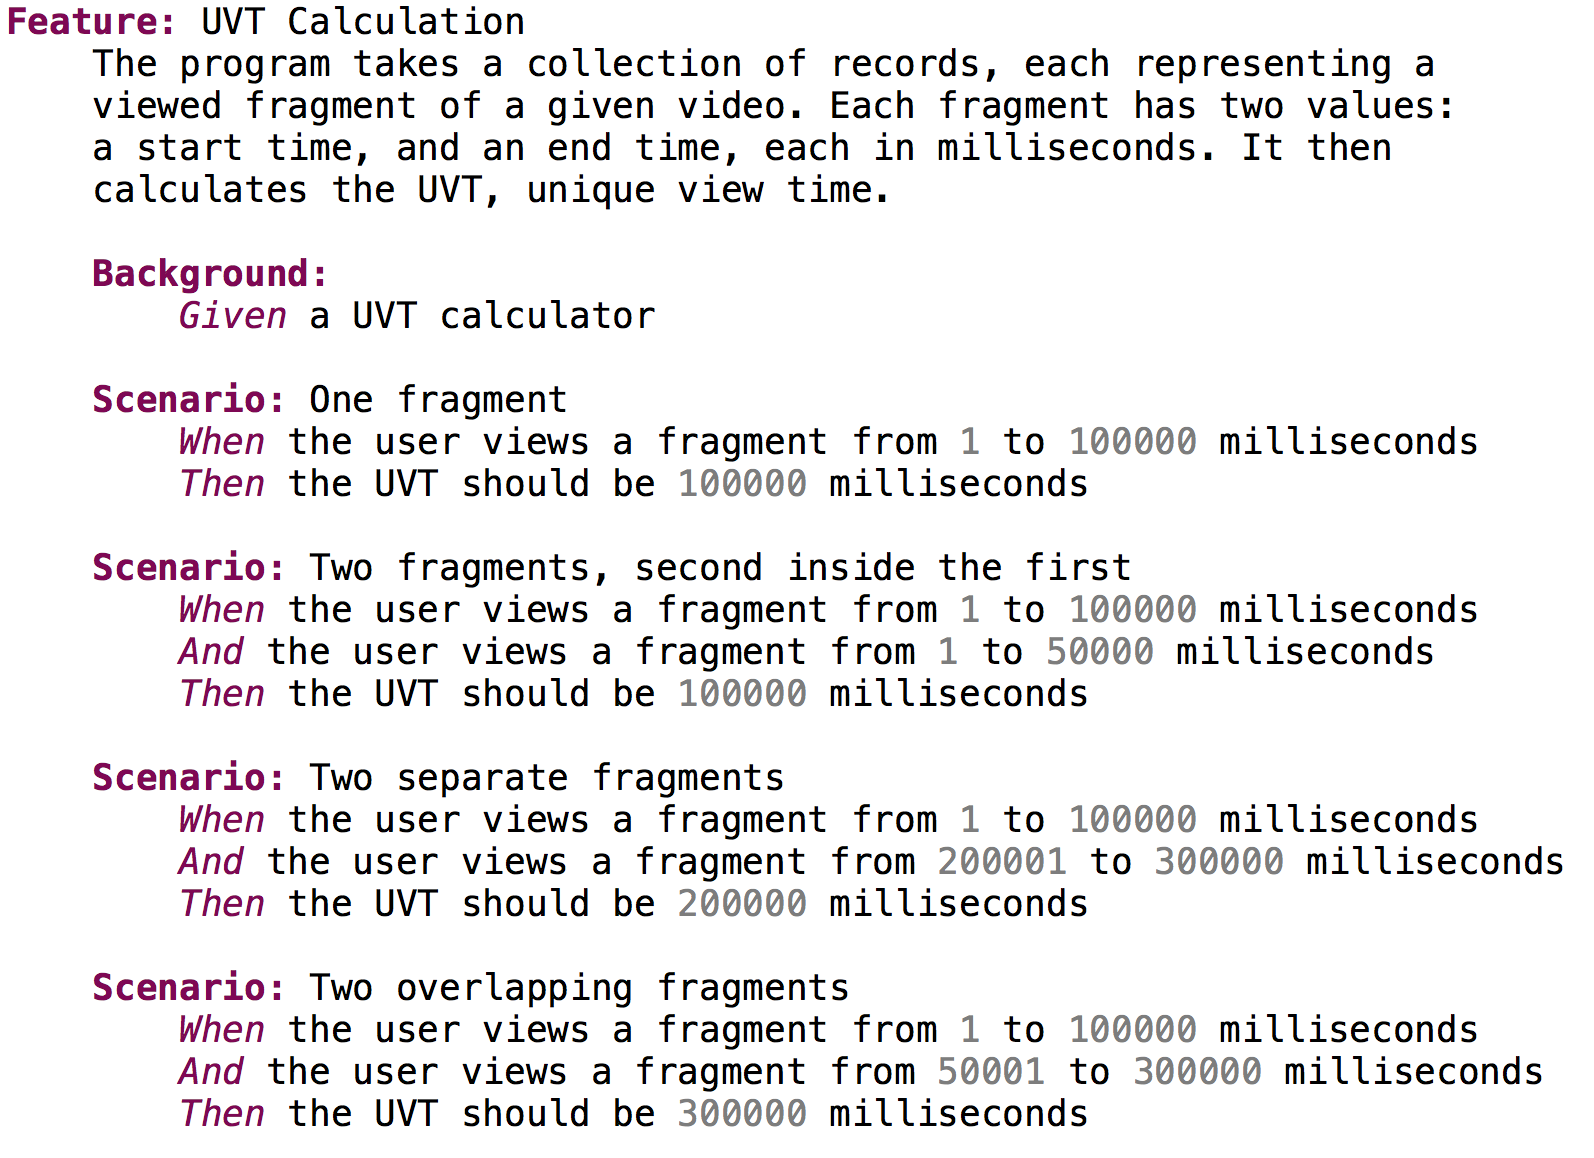 Feature: UVT Calculation
The program takes a collection of records, each representing a
viewed fragment of a given video. Each fragment has two values:
a start time, and an end time, each in milliseconds. It then
calculates the UVT, unique view time.
Background:
Given a UVT calculator
Scenario: One fragment
When the user views a fragment from 1 to 100000 milliseconds
Then the UVT should be 100000 milliseconds
Scenario: Two fragments, second inside the first
When the user views a fragment from 1 to 100000 milliseconds
And the user views a fragment from 1 to 50000 milliseconds
Then the UVT should be 100000 milliseconds
Scenario: Two separate fragments
When the user views a fragment from 1 to 100000 milliseconds
And the user views a fragment from 200001 to 300000 milliseconds
Then the UVT should be 200000 milliseconds
Scenario: Two overlapping fragments
When the user views a fragment from 1 to 100000 milliseconds
And the user views a fragment from 50001 to 300000 milliseconds
Then the UVT should be 300000 milliseconds